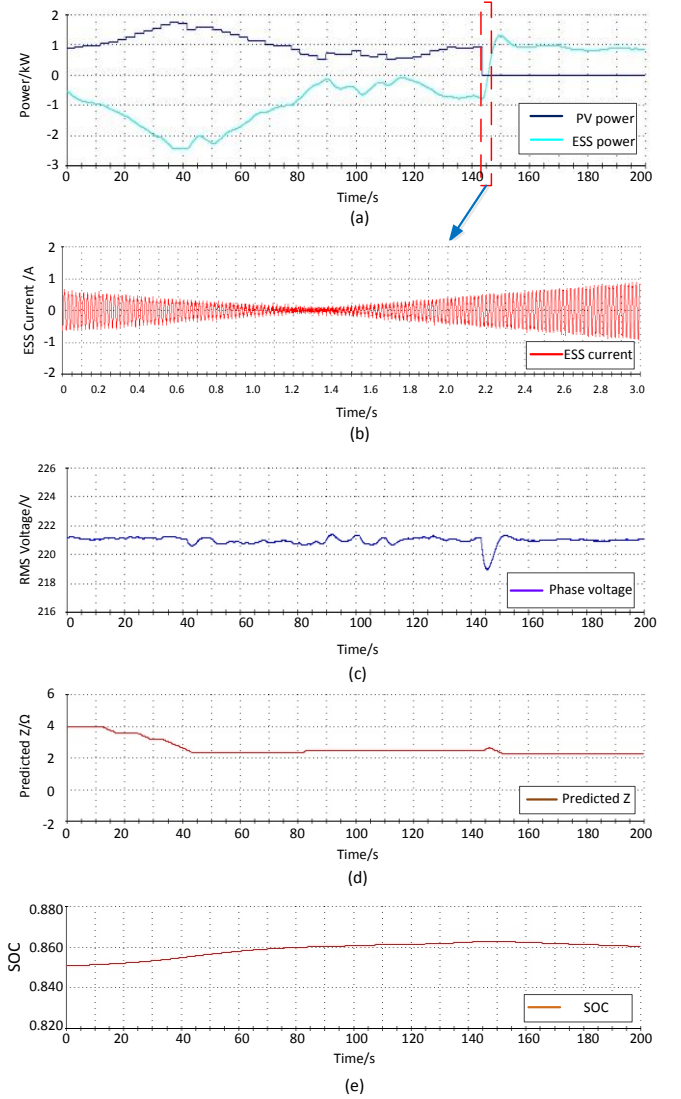 2
1
0
-1
-2
-3
Power/kW
PV power
ESS power
0 20 40 60 80 100 120 140 160 180 200
Time/s
(a)
2
1
0
-1
-2
ESS Current /A
ESS current
0 0.2 0.4 0.6 0.8 1.0 1.2 1.4 1.6 1.8 2.0 2.2 2.4 2.6 2.8 3.0
Time/s
(b)
226
223
221
218
216
RMS Voltage/V
Phase voltage
0 20 40 60 80 100 120 140 160 180 200
Time/s
(c)
6
4
2
0
-2
Predicted Z/Ω
Predicted Z
0 20 40 60 80 100 120 140 160 180 200
Time/s
(d)
0.880
0.860
0.840
0.820
SOC
SOC
0 20 40 60 80 100 120 140 160 180 200
Time/s
(e)